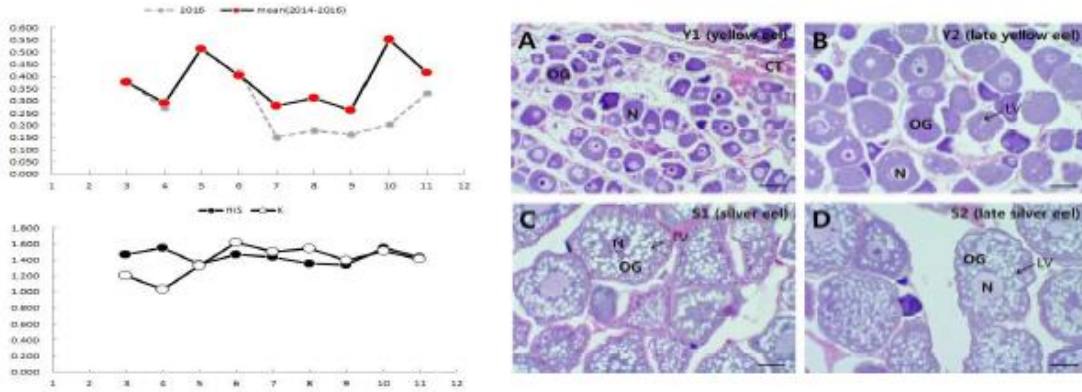 2016 mean(2014-2016)
0.600
0.550
0.500
0.450
0.400
0.350
0.300
0.250
0.200
0.150
0.100
0.050
0.000
1 2 3 4 5 6 7 8 9 10 11 12
HIS K
1.800
1.600
1.400
1.200
1.000
0.800
0.600
0.400
0.200
0.000
1 2 3 4 5 6 7 8 9 10 11 12
A Y1 (yellow eel)
CT
OG
N
B Y2 (late yellow eel)
LV
OG
N
C S1 (silver eel)
N
OG
D S2 (late silver eel)
OG LV
N